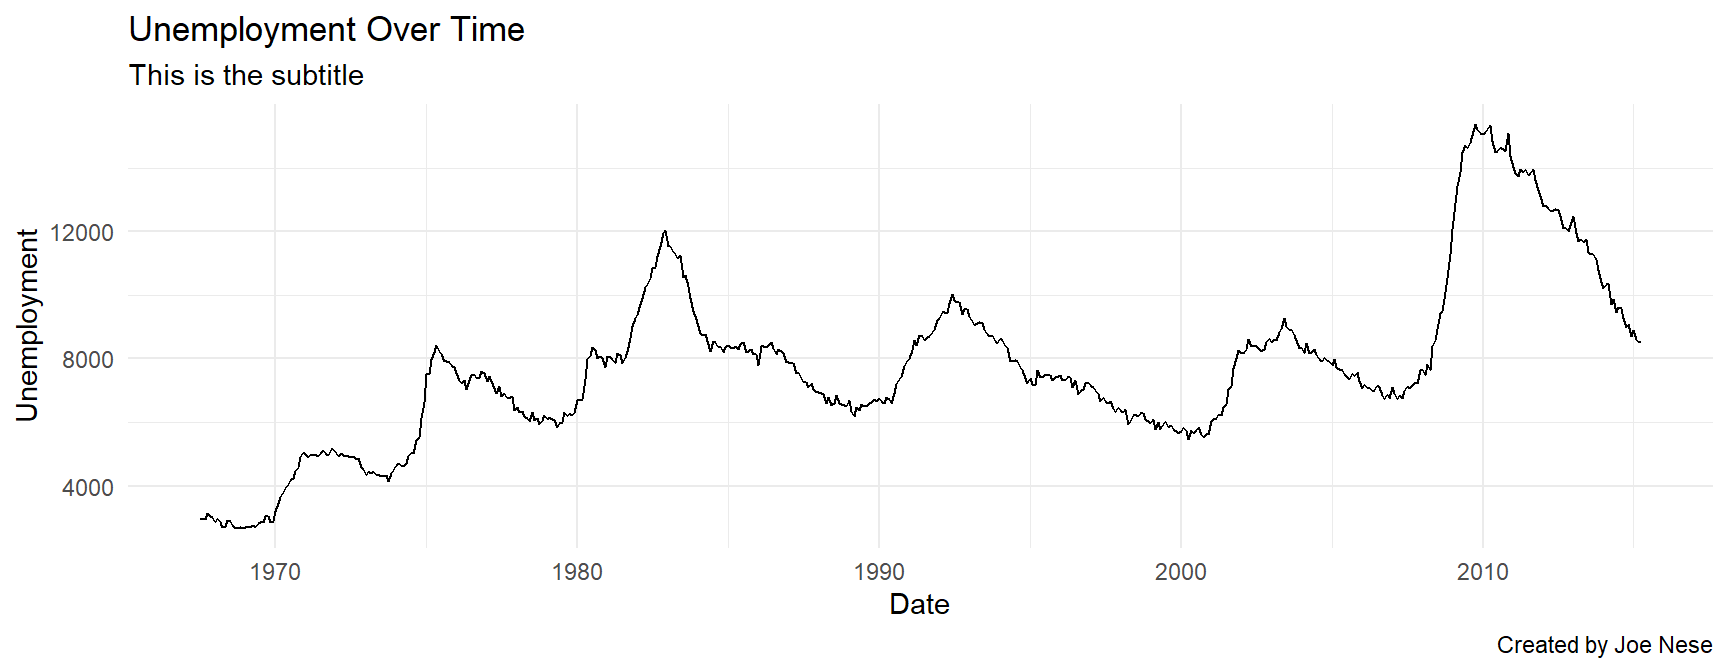 Unemployment Over Time
This is the subtitle
Unemployment
12000
8000
4000
1970 1980 1990 2000 2010
Date
Created by Joe Nese